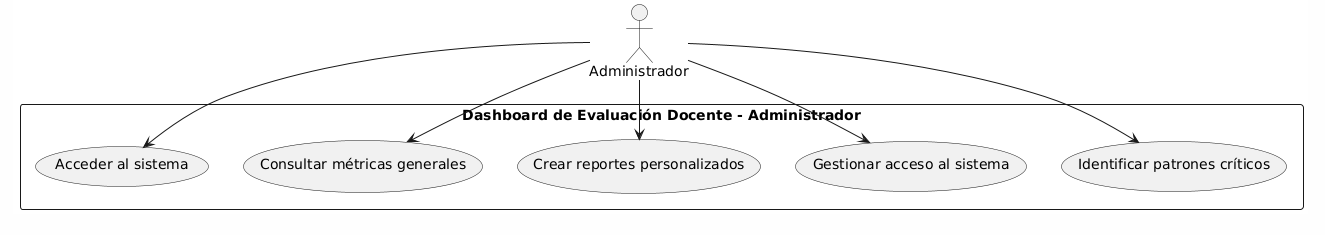 Administrador
Dashboard de Evaluación Docente - Administrador
Acceder al sistema
Consultar métricas generales
Crear reportes personalizados
Gestionar acceso al sistema
Identificar patrones críticos